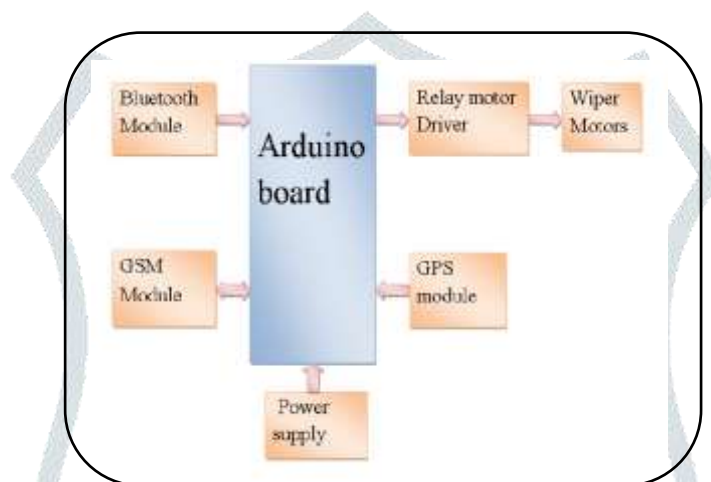 Bluetooth
Module
Arduino
board
Relay motor
Driver
Wiper
Motors
GSM
Module
GPS
module
Power
supply